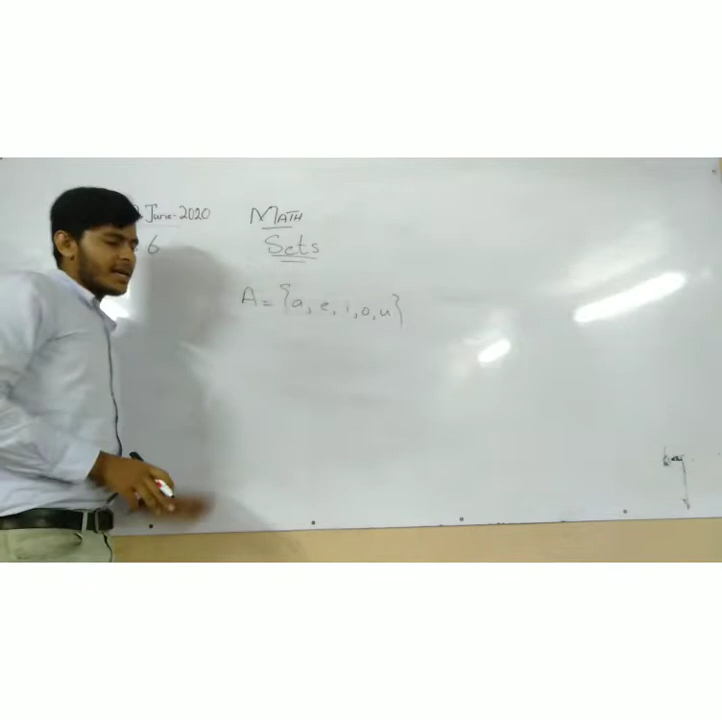 June-2020
MATH
6
Sets
A = {a, e, i, o, u}